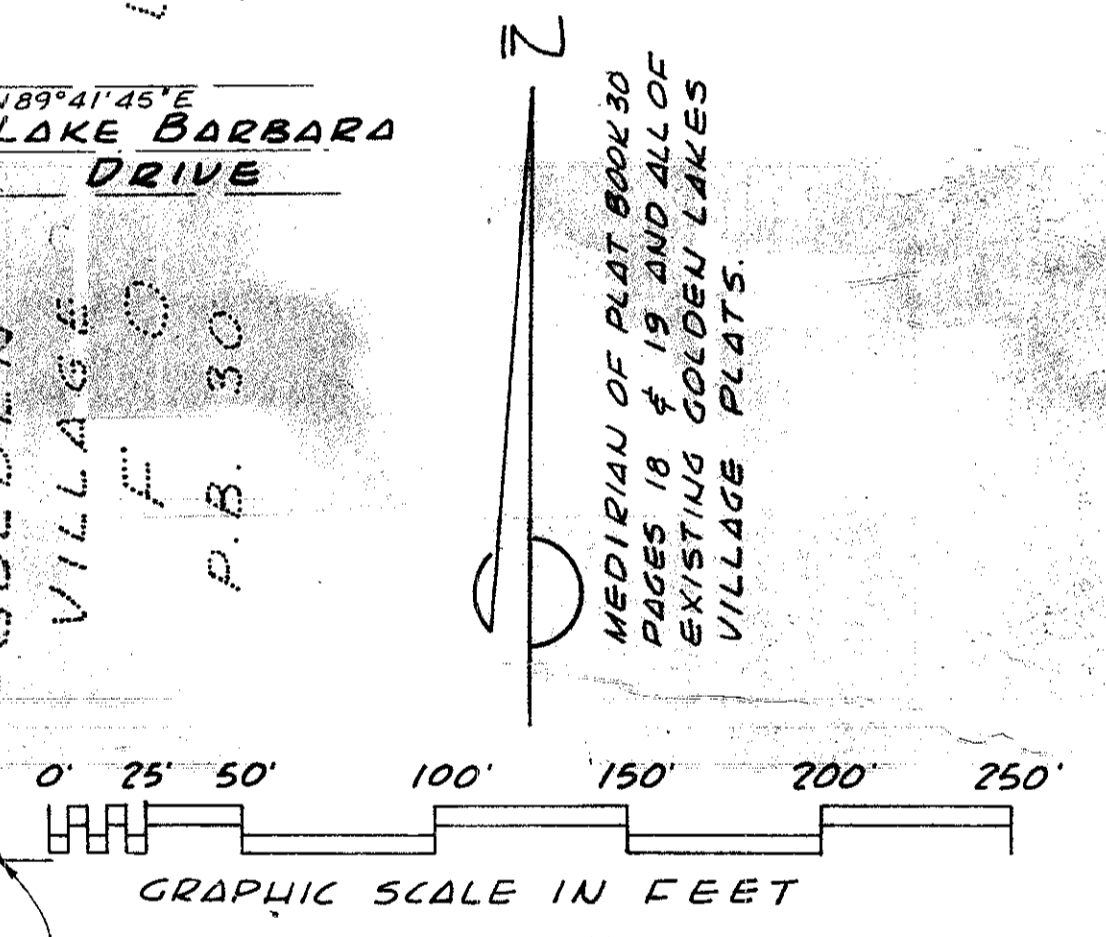 N89°41'45"E
LAKE BARBARA
DRIVE
VILLAGE
F
P.B. 30
N
MEDIRIAN OF PLAT BOOK 30
PAGES 18 & 19 AND ALL OF
EXISTING GOLDEN LAKES
VILLAGE PLATS.
0' 25' 50' 100' 150' 200' 250'
GRAPHIC SCALE IN FEET